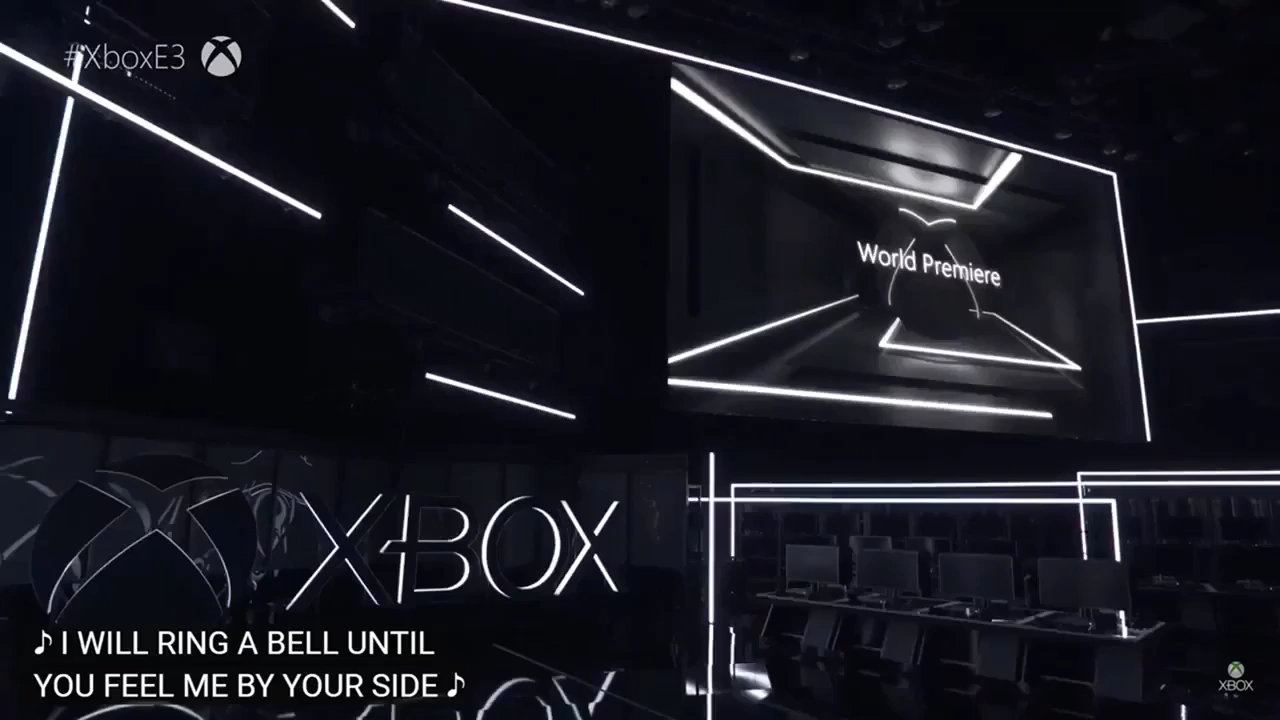 #XboxE3
World Premiere
XBOX
♪ I WILL RING A BELL UNTIL
YOU FEEL ME BY YOUR SIDE ♪
XBOX